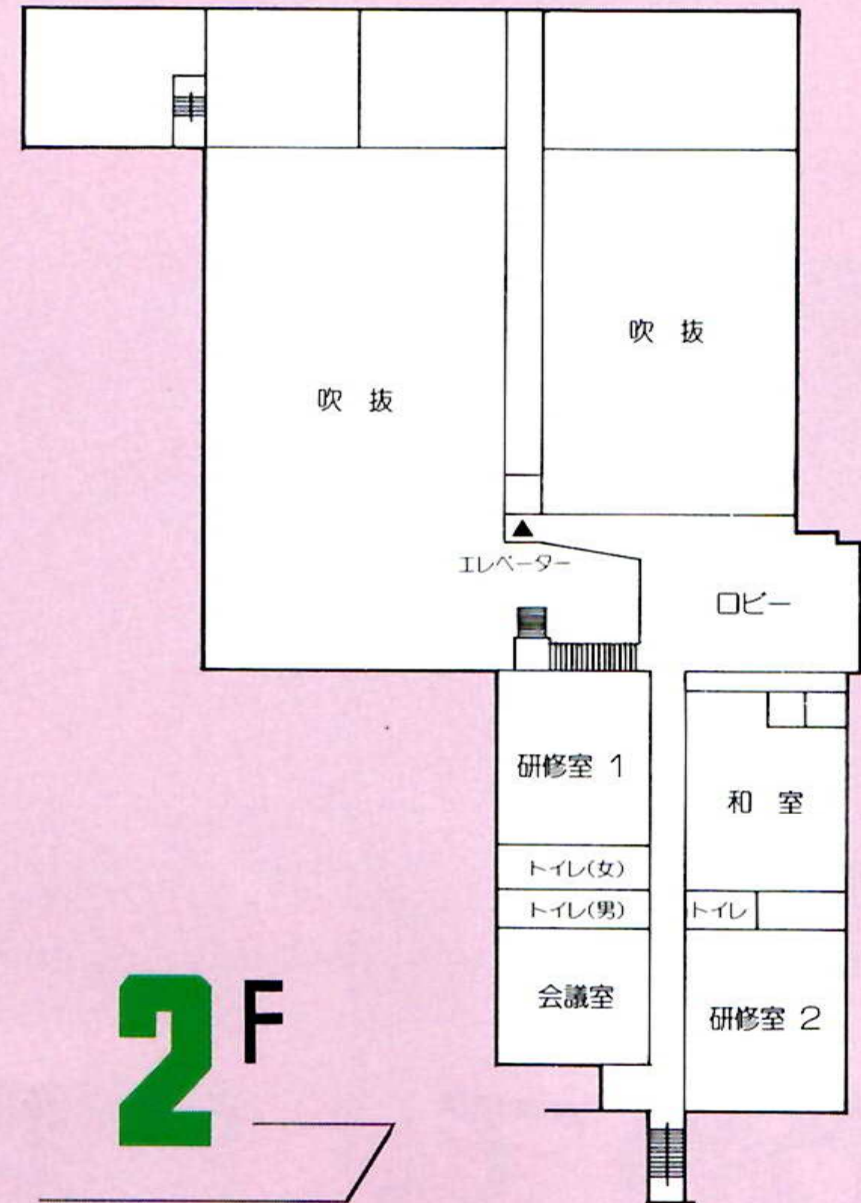 吹 抜
吹 抜
エレベーター
ロビー
研修室 1
和 室
トイレ(女)
トイレ(男)
トイレ
会議室
研修室 2
2F